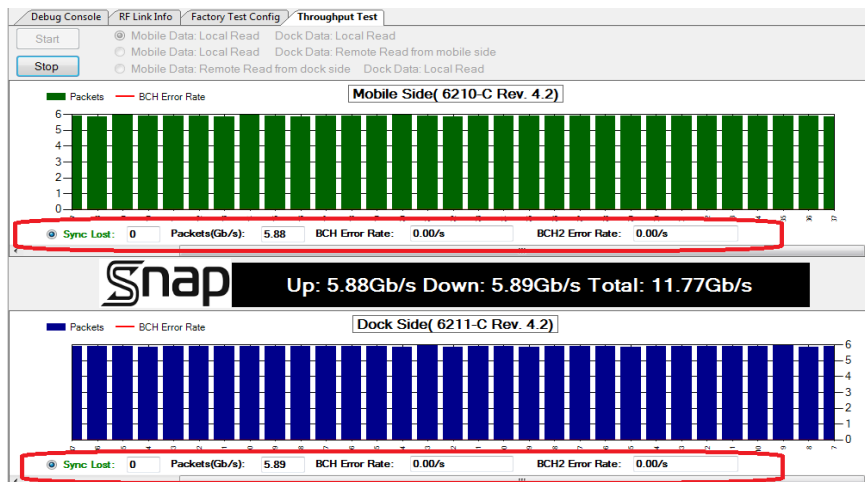 Debug Console RF Link Info Factory Test Config Throughput Test
Start
Mobile Data: Local Read Dock Data: Local Read
Mobile Data: Local Read Dock Data: Remote Read from mobile side
Stop
Mobile Data: Remote Read from dock side Dock Data: Local Read
Packets BCH Error Rate
Mobile Side( 6210-C Rev. 4.2)
6
5
4
3
2
1
0
Sync Lost: 0 Packets(Gb/s): 5.88 BCH Error Rate: 0.00/s BCH2 Error Rate: 0.00/s
Snap
Up: 5.88Gb/s Down: 5.89Gb/s Total: 11.77Gb/s
Packets BCH Error Rate
Dock Side( 6211-C Rev. 4.2)
6
5
4
3
2
1
0
Sync Lost: 0 Packets(Gb/s): 5.89 BCH Error Rate: 0.00/s BCH2 Error Rate: 0.00/s